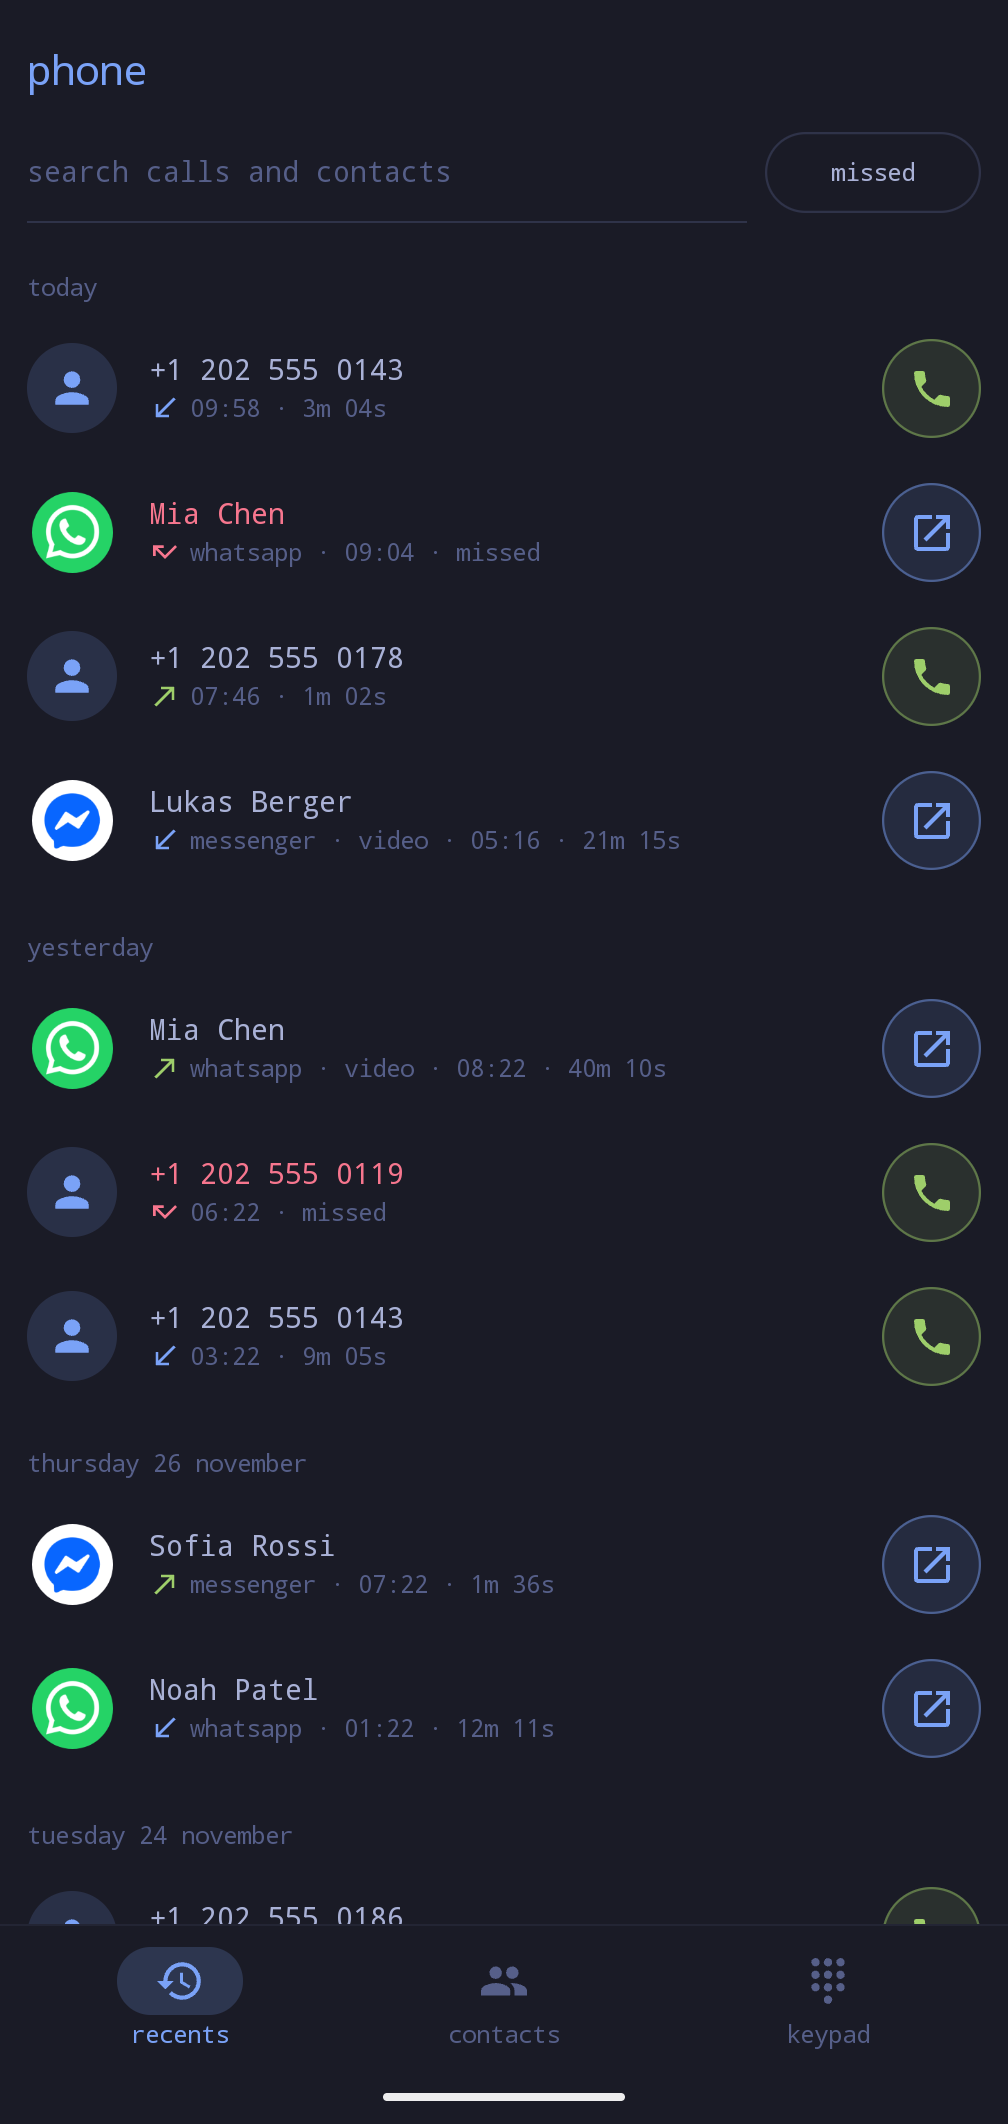 phone
search calls and contacts
missed
today
+1 202 555 0143
09:58 · 3m 04s
Mia Chen
whatsapp · 09:04 · missed
+1 202 555 0178
07:46 · 1m 02s
Lukas Berger
messenger · video · 05:16 · 21m 15s
yesterday
Mia Chen
whatsapp · video · 08:22 · 40m 10s
+1 202 555 0119
06:22 · missed
+1 202 555 0143
03:22 · 9m 05s
thursday 26 november
Sofia Rossi
messenger · 07:22 · 1m 36s
Noah Patel
whatsapp · 01:22 · 12m 11s
tuesday 24 november
+1 202 555 0186
recents
contacts
keypad